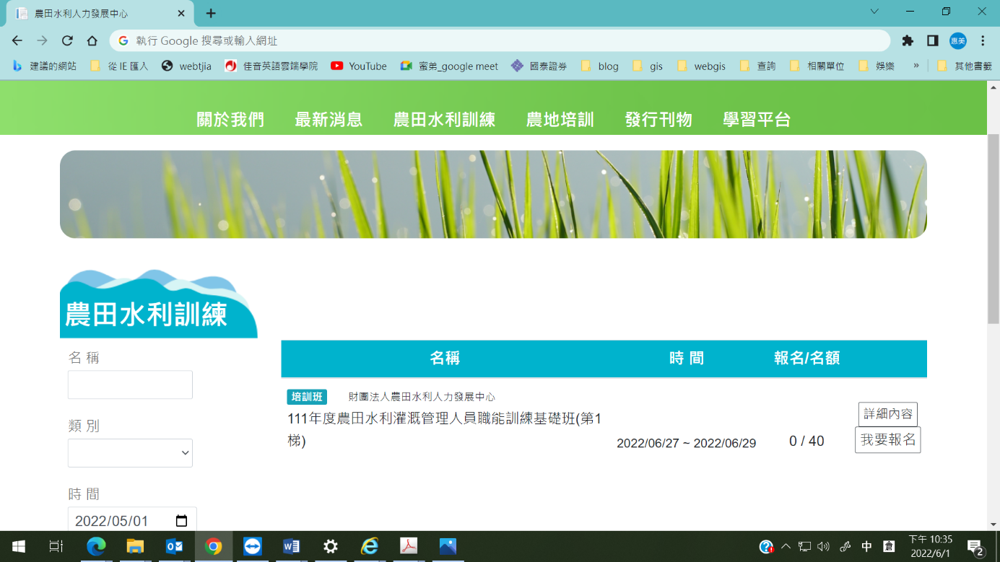 農田水利人力發展中心
執行 Google 搜尋或輸入網址
惠美
建議的網站 從 IE 匯入 webtjia 佳音英語雲端學院 YouTube 蜜弟_google meet 國泰證券 blog gis webgis 查詢 相關單位 娛樂 » 其他書籤
關於我們 最新消息 農田水利訓練 農地培訓 發行刊物 學習平台
農田水利訓練
名稱
類別
時間
2022/05/01
名稱 時間 報名/名額
培訓班 財團法人農田水利人力發展中心
111年度農田水利灌溉管理人員職能訓練基礎班(第1
梯)
2022/06/27 ~ 2022/06/29 0 / 40
詳細內容
我要報名
中 倉
下午 10:35
2022/6/1
2